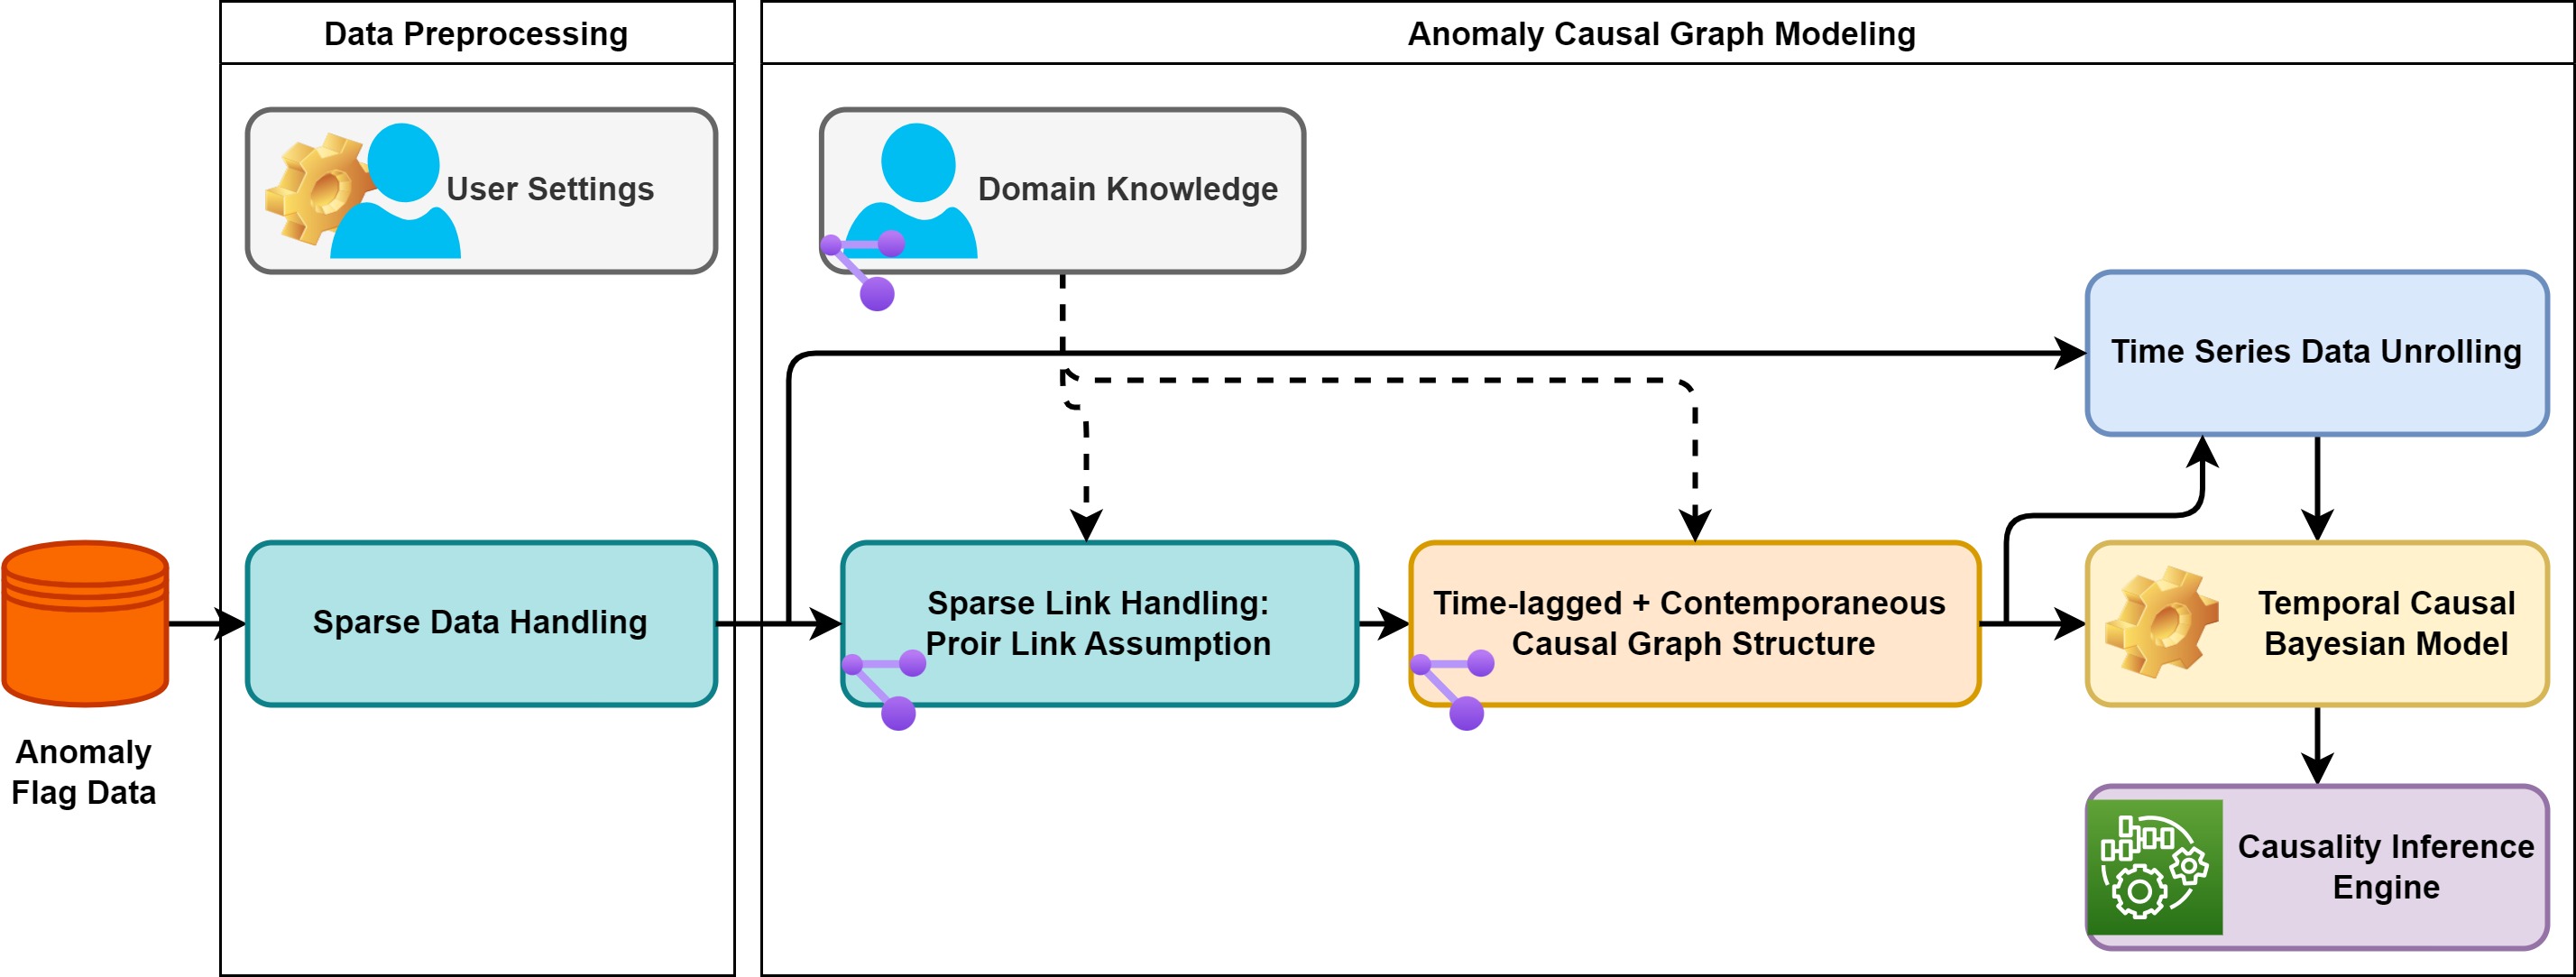 Data Preprocessing
Anomaly Causal Graph Modeling
User Settings
Domain Knowledge
Time Series Data Unrolling
Anomaly
Flag Data
Sparse Data Handling
Sparse Link Handling:
Proir Link Assumption
Time-lagged + Contemporaneous
Causal Graph Structure
Temporal Causal
Bayesian Model
Causality Inference
Engine